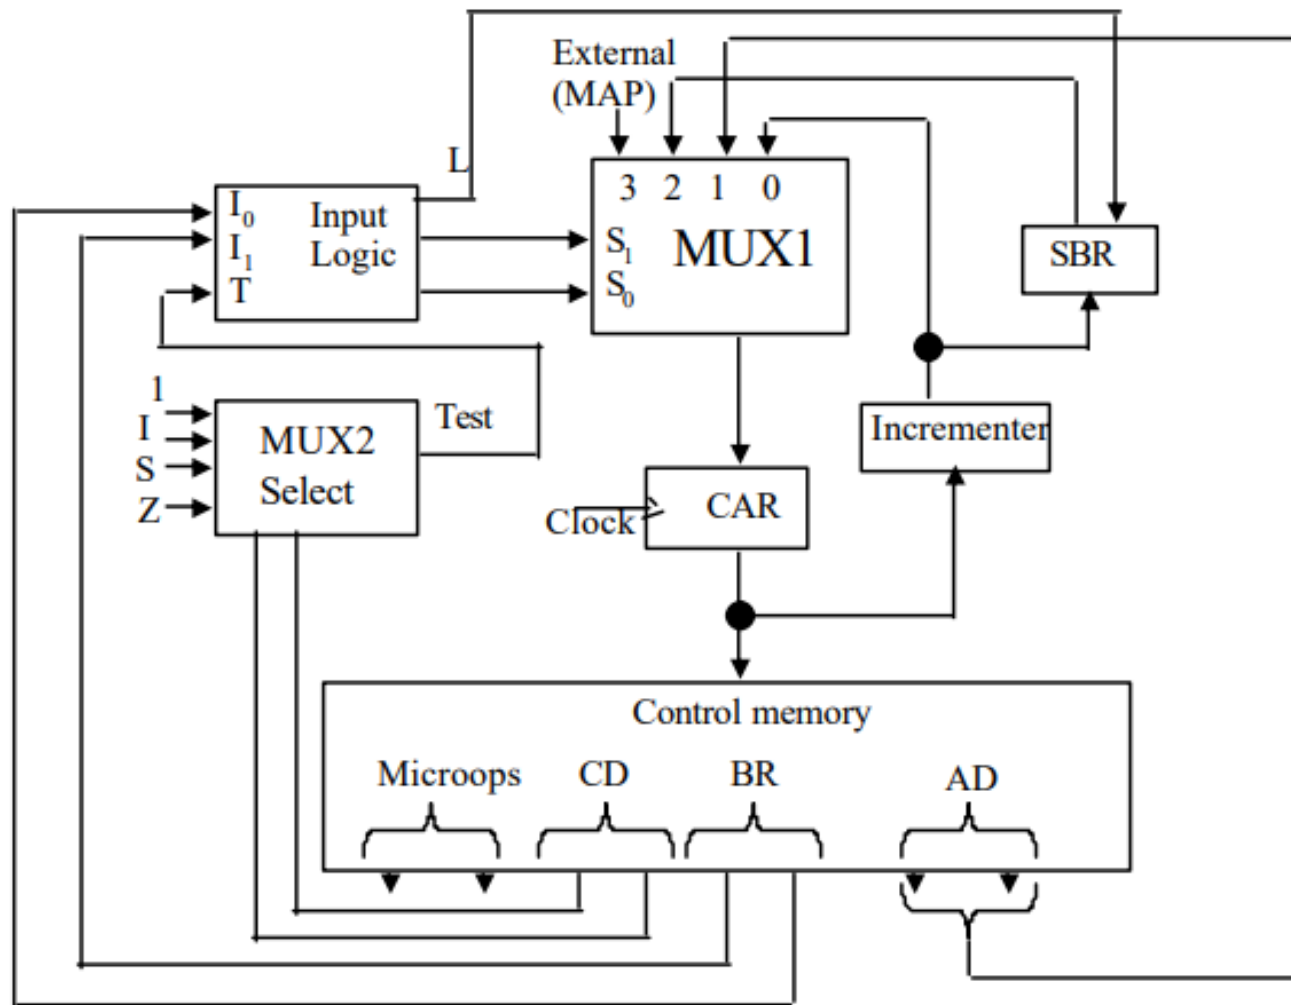 External
(MAP)
L
3 2 1 0
I0
Input
I1
Logic
T
S1
MUX1
S0
SBR
1
I
S
Z
MUX2
Select
Test
Incrementer
Clock
CAR
Control memory
Microops CD BR AD